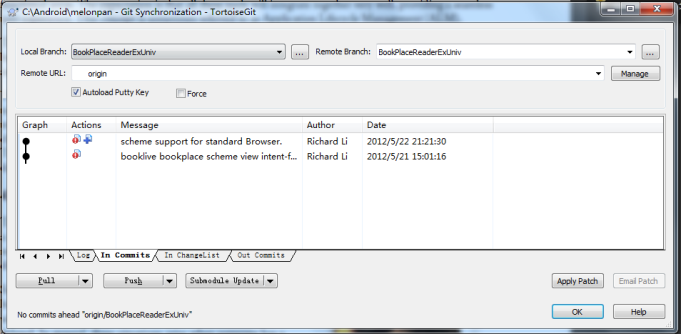 C:\Android\melonpan - Git Synchronization - TortoiseGit
Local Branch: BookPlaceReaderExUniv ... Remote Branch: BookPlaceReaderExUniv ...
Remote URL: origin Manage
Autoload Putty Key Force
Graph Actions Message Author Date
scheme support for standard Browser. Richard Li 2012/5/22 21:21:30
booklive bookplace scheme view intent-f... Richard Li 2012/5/21 15:01:16
Log In Commits In ChangeList Out Commits
Pull Push Submodule Update Apply Patch Email Patch
No commits ahead "origin/BookPlaceReaderExUniv" OK Help